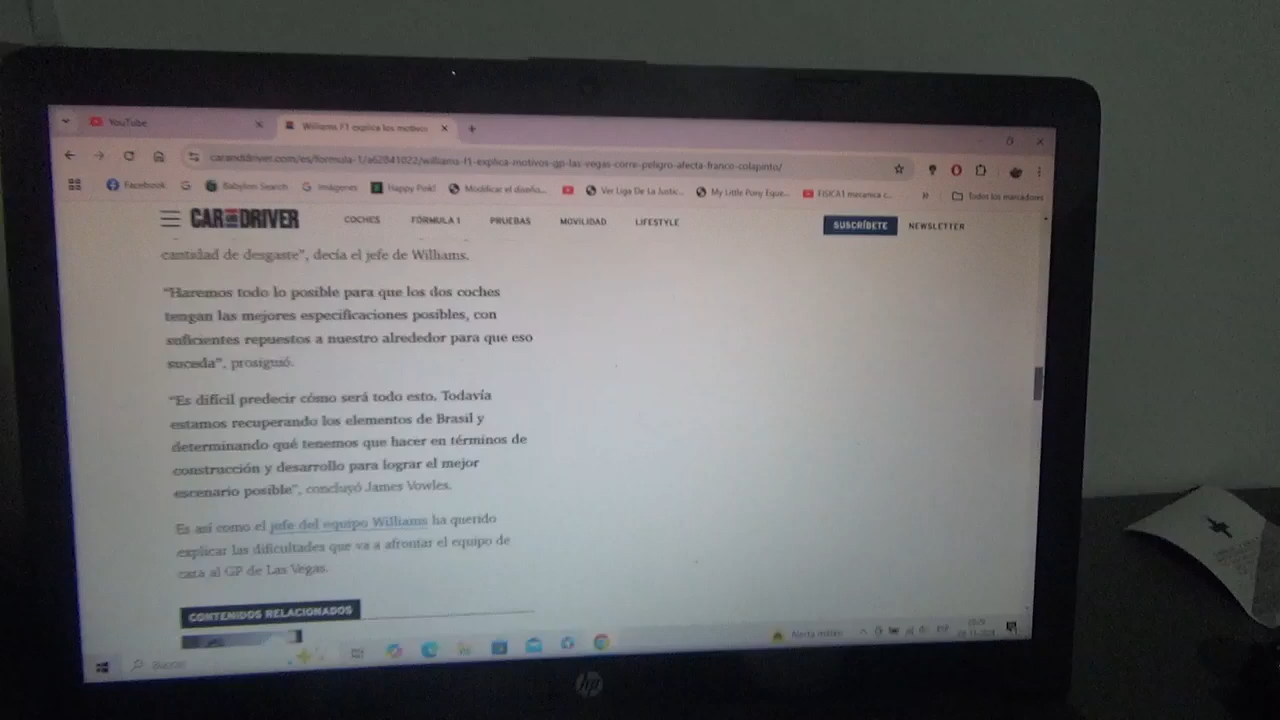 YouTube
Williams F1 explica los motivos
caranddriver.com/es/formula-1/a62841022/williams-f1-explica-motivos-gp-las-vegas-corre-peligro-afecta-franco-colapinto/
Facebook
Babylon Search
Imágenes
Happy Poki!
Modificar el diseño...
Ver Liga De La Justic...
My Little Pony Eque...
FISICA1 mecanica c...
Todos los marcadores
CAR AND DRIVER
COCHES
FÓRMULA 1
PRUEBAS
MOVILIDAD
LIFESTYLE
SUSCRÍBETE
NEWSLETTER
cantidad de desgaste", decía el jefe de Williams.
"Haremos todo lo posible para que los dos coches
tengan las mejores especificaciones posibles, con
suficientes repuestos a nuestro alrededor para que eso
suceda", prosiguió.
"Es difícil predecir cómo será todo esto. Todavía
estamos recuperando los elementos de Brasil y
determinando qué tenemos que hacer en términos de
construcción y desarrollo para lograr el mejor
escenario posible", concluyó James Vowles.
Es así como el jefe del equipo Williams ha querido
explicar las dificultades que va a afrontar el equipo de
cara al GP de Las Vegas.
CONTENIDOS RELACIONADOS
Buscar
Alerta
ESP
hp